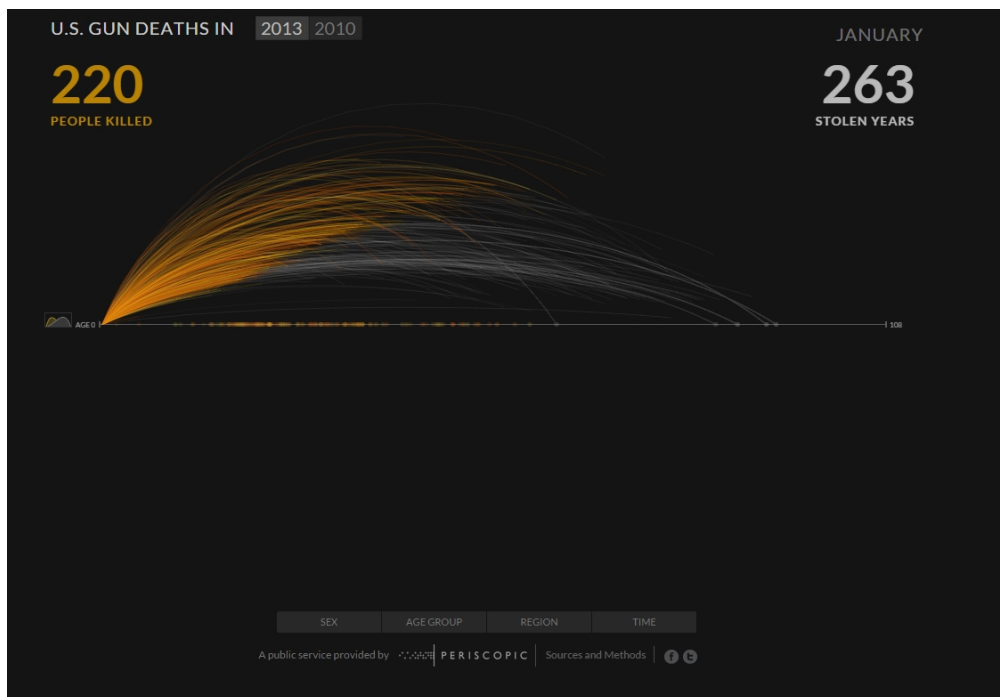 U.S. GUN DEATHS IN 2013 2010
JANUARY
220
PEOPLE KILLED
263
STOLEN YEARS
AGE 0
108
SEX AGE GROUP REGION TIME
A public service provided by PERISCOPIC Sources and Methods